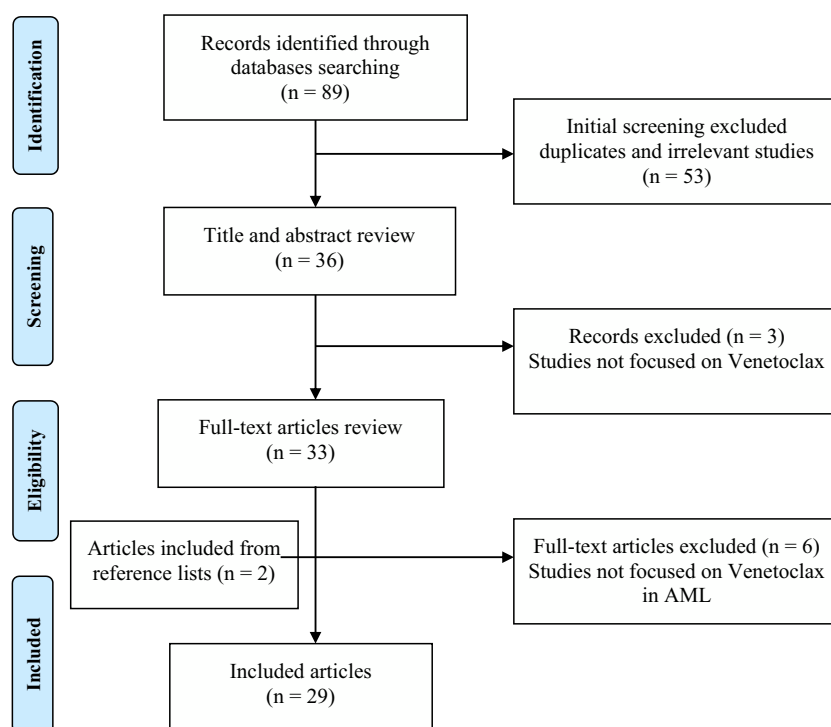 Identification
Records identified through
databases searching
(n = 89)
Initial screening excluded
duplicates and irrelevant studies
(n = 53)
Screening
Title and abstract review
(n = 36)
Records excluded (n = 3)
Studies not focused on Venetoclax
Eligibility
Full-text articles review
(n = 33)
Articles included from
reference lists (n = 2)
Full-text articles excluded (n = 6)
Studies not focused on Venetoclax
in AML
Included
Included articles
(n = 29)